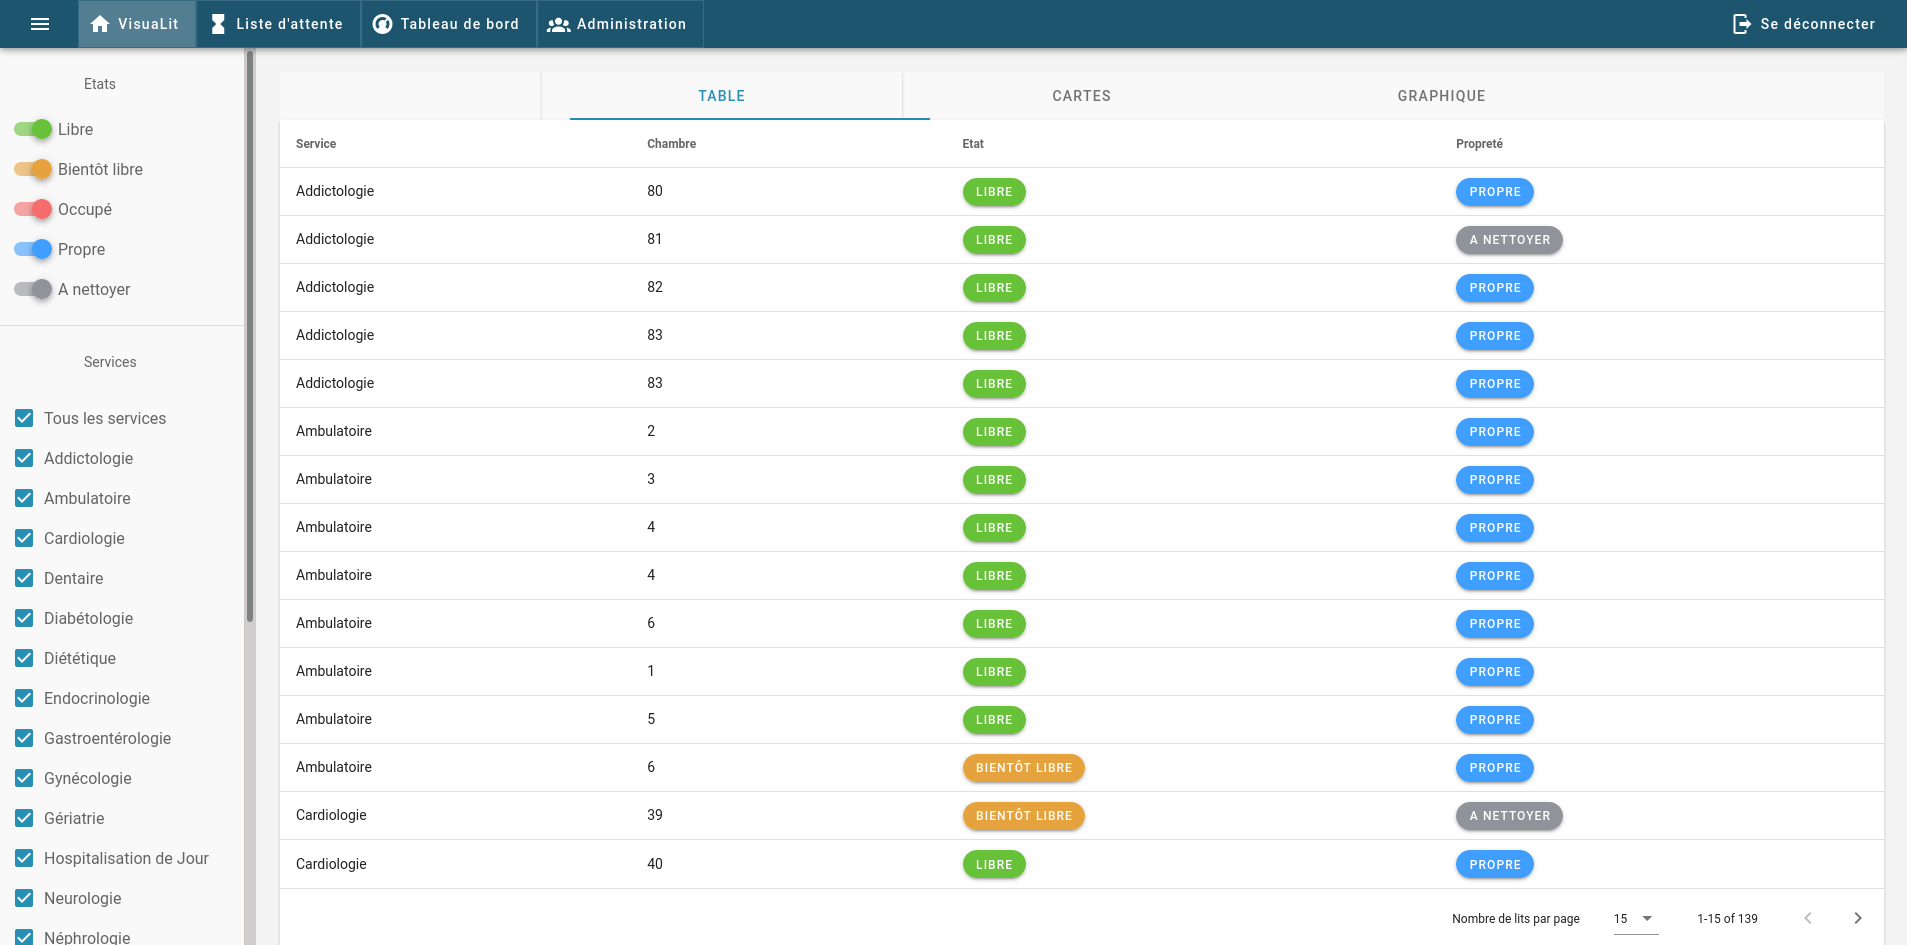 VisuaLit Liste d'attente Tableau de bord Administration Se déconnecter
Etats
Libre
Bientôt libre
Occupé
Propre
A nettoyer
Services
Tous les services
Addictologie
Ambulatoire
Cardiologie
Dentaire
Diabétologie
Diététique
Endocrinologie
Gastroentérologie
Gynécologie
Gériatrie
Hospitalisation de Jour
Neurologie
Néphrologie
TABLE CARTES GRAPHIQUE
Service Chambre Etat Propreté
Addictologie 80 LIBRE PROPRE
Addictologie 81 LIBRE A NETTOYER
Addictologie 82 LIBRE PROPRE
Addictologie 83 LIBRE PROPRE
Addictologie 83 LIBRE PROPRE
Ambulatoire 2 LIBRE PROPRE
Ambulatoire 3 LIBRE PROPRE
Ambulatoire 4 LIBRE PROPRE
Ambulatoire 4 LIBRE PROPRE
Ambulatoire 6 LIBRE PROPRE
Ambulatoire 1 LIBRE PROPRE
Ambulatoire 5 LIBRE PROPRE
Ambulatoire 6 BIENTÔT LIBRE PROPRE
Cardiologie 39 BIENTÔT LIBRE A NETTOYER
Cardiologie 40 LIBRE PROPRE
Nombre de lits par page 15 1-15 of 139